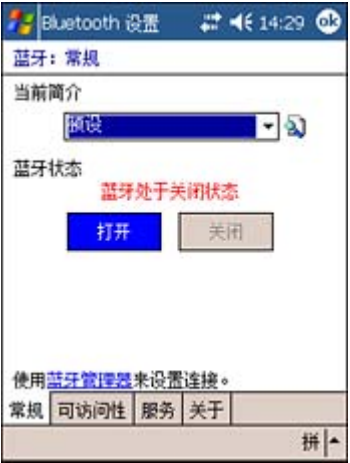 Bluetooth 设置 14:29 ok
蓝牙：常规
当前简介
预设
蓝牙状态
蓝牙处于关闭状态
打开 关闭
使用蓝牙管理器来设置连接。
常规 可访问性 服务 关于
拼